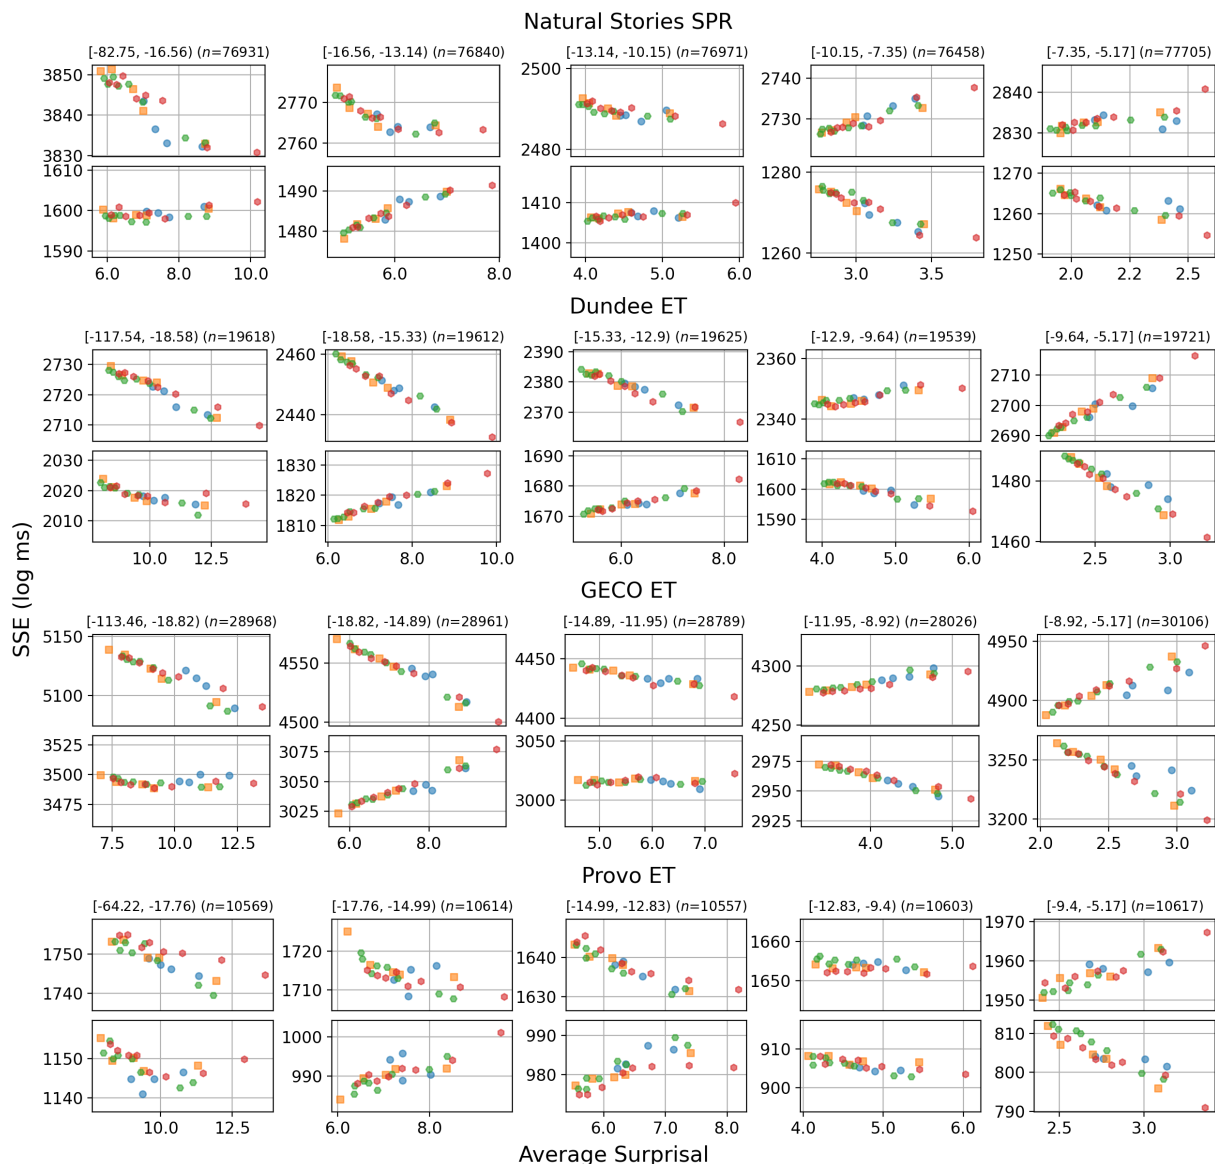 Natural Stories SPR
[-82.75, -16.56) (n=76931) [-16.56, -13.14) (n=76840) [-13.14, -10.15) (n=76971) [-10.15, -7.35) (n=76458) [-7.35, -5.17] (n=77705)
3850 3840 3830
2770 2760
2500 2480
2740 2730
2840 2830
1610 1600 1590
1490 1480
1410 1400
1280 1260
1270 1260 1250
6.0 8.0 10.0
6.0 8.0
4.0 5.0 6.0
3.0 3.5
2.0 2.2 2.5
Dundee ET
[-117.54, -18.58) (n=19618) [-18.58, -15.33) (n=19612) [-15.33, -12.9) (n=19625) [-12.9, -9.64) (n=19539) [-9.64, -5.17] (n=19721)
2730 2720 2710
2460 2440
2390 2380 2370
2360 2340
2710 2700 2690
2030 2020 2010
1830 1820 1810
1690 1670
1610 1600 1590
1480 1460
10.0 12.5
6.0 8.0 10.0
6.0 8.0
4.0 5.0 6.0
2.5 3.0
SSE (log ms)
GECO ET
[-113.46, -18.82) (n=28968) [-18.82, -14.89) (n=28961) [-14.89, -11.95) (n=28789) [-11.95, -8.92) (n=28026) [-8.92, -5.17] (n=30106)
5150 5100
4550 4500
4450 4400
4300 4250
4950 4900
3525 3500 3475
3075 3050 3025
3050 3000
2975 2950 2925
3250 3200
7.5 10.0 12.5
6.0 8.0
5.0 6.0 7.0
4.0 5.0
2.0 2.5 3.0
Provo ET
[-64.22, -17.76) (n=10569) [-17.76, -14.99) (n=10614) [-14.99, -12.83) (n=10557) [-12.83, -9.4) (n=10603) [-9.4, -5.17] (n=10617)
1750 1740
1720 1710
1640 1630
1660 1650
1970 1960 1950
1150 1140
1000 990
990 980
910 900
810 800 790
10.0 12.5
6.0 8.0
6.0 8.0
4.0 5.0 6.0
2.5 3.0
Average Surprisal